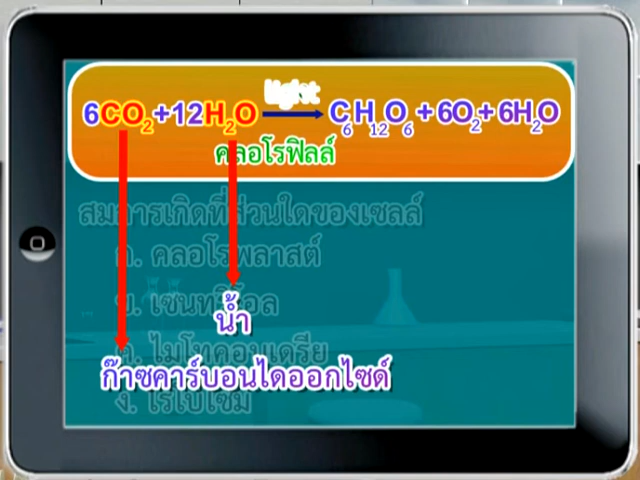 6CO₂+12H₂O light C₆H₁₂O₆+6O₂+6H₂O
คลอโรฟิลล์
สมการเกิดที่ส่วนใดของเซลล์
ก. คลอโรพลาสต์
ข. เซนทริโอล
น้ำ
ค. ไมโทคอนเดรีย
ก๊าซคาร์บอนไดออกไซด์
ง. ไรโบโซม